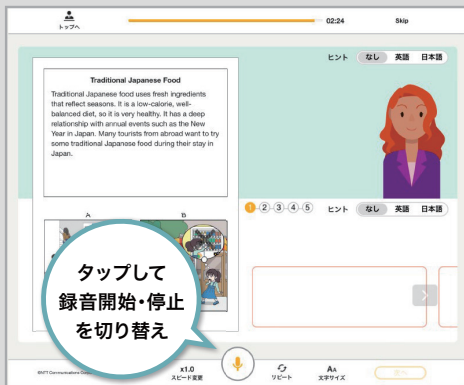 トップへ
02:24
Skip
ヒント なし 英語 日本語
Traditional Japanese Food
Traditional Japanese food uses fresh ingredients
that reflect seasons. It is a low-calorie, well-
balanced diet, so it is very healthy. It has a deep
relationship with annual events such as the New
Year in Japan. Many tourists from abroad want to try
some traditional Japanese food during their stay in
Japan.
1 2 3 4 5
ヒント なし 英語 日本語
A
B
タップして
録音開始・停止
を切り替え
x1.0
スピード変更
リピート
AA
文字サイズ
次へ